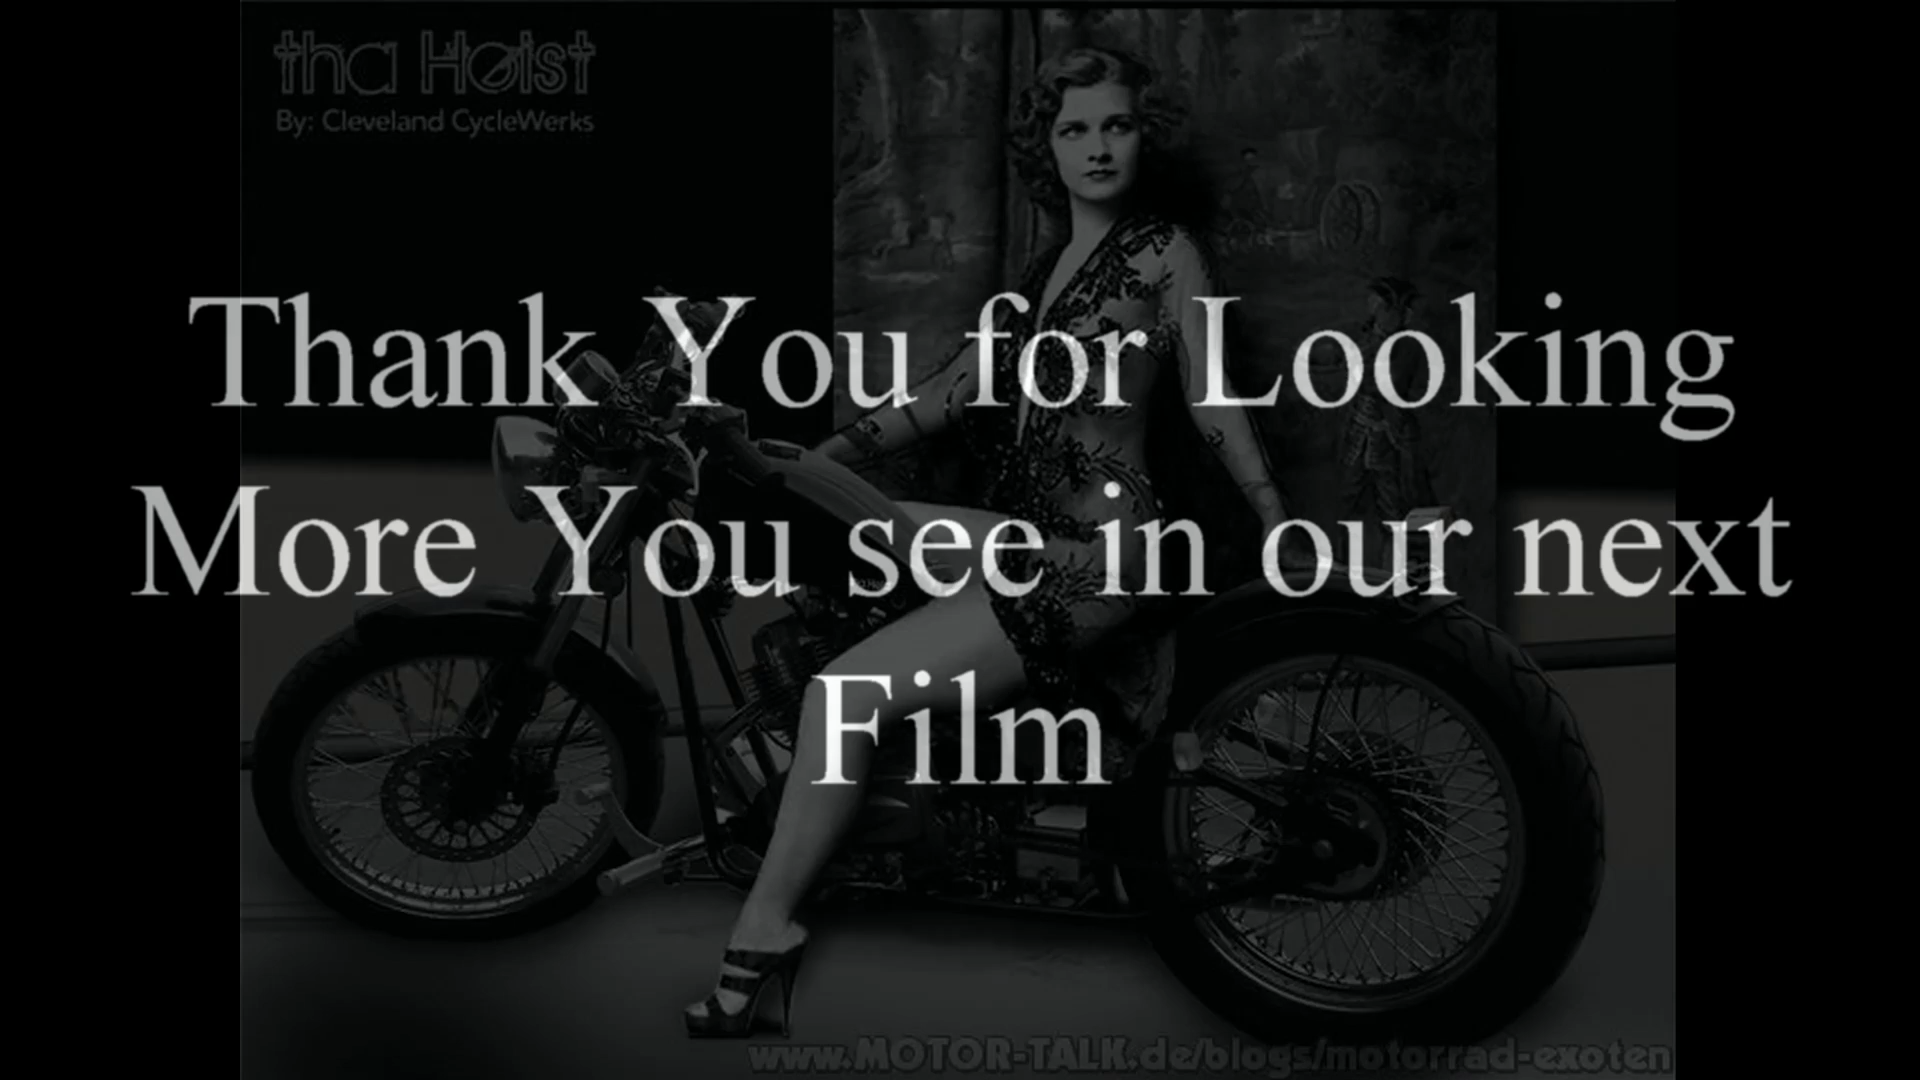 tha Hoist
By: Cleveland CycleWerks
Thank You for Looking
More You see in our next
Film
www.MOTOR-TALK.de/blogs/motorrad-exoten